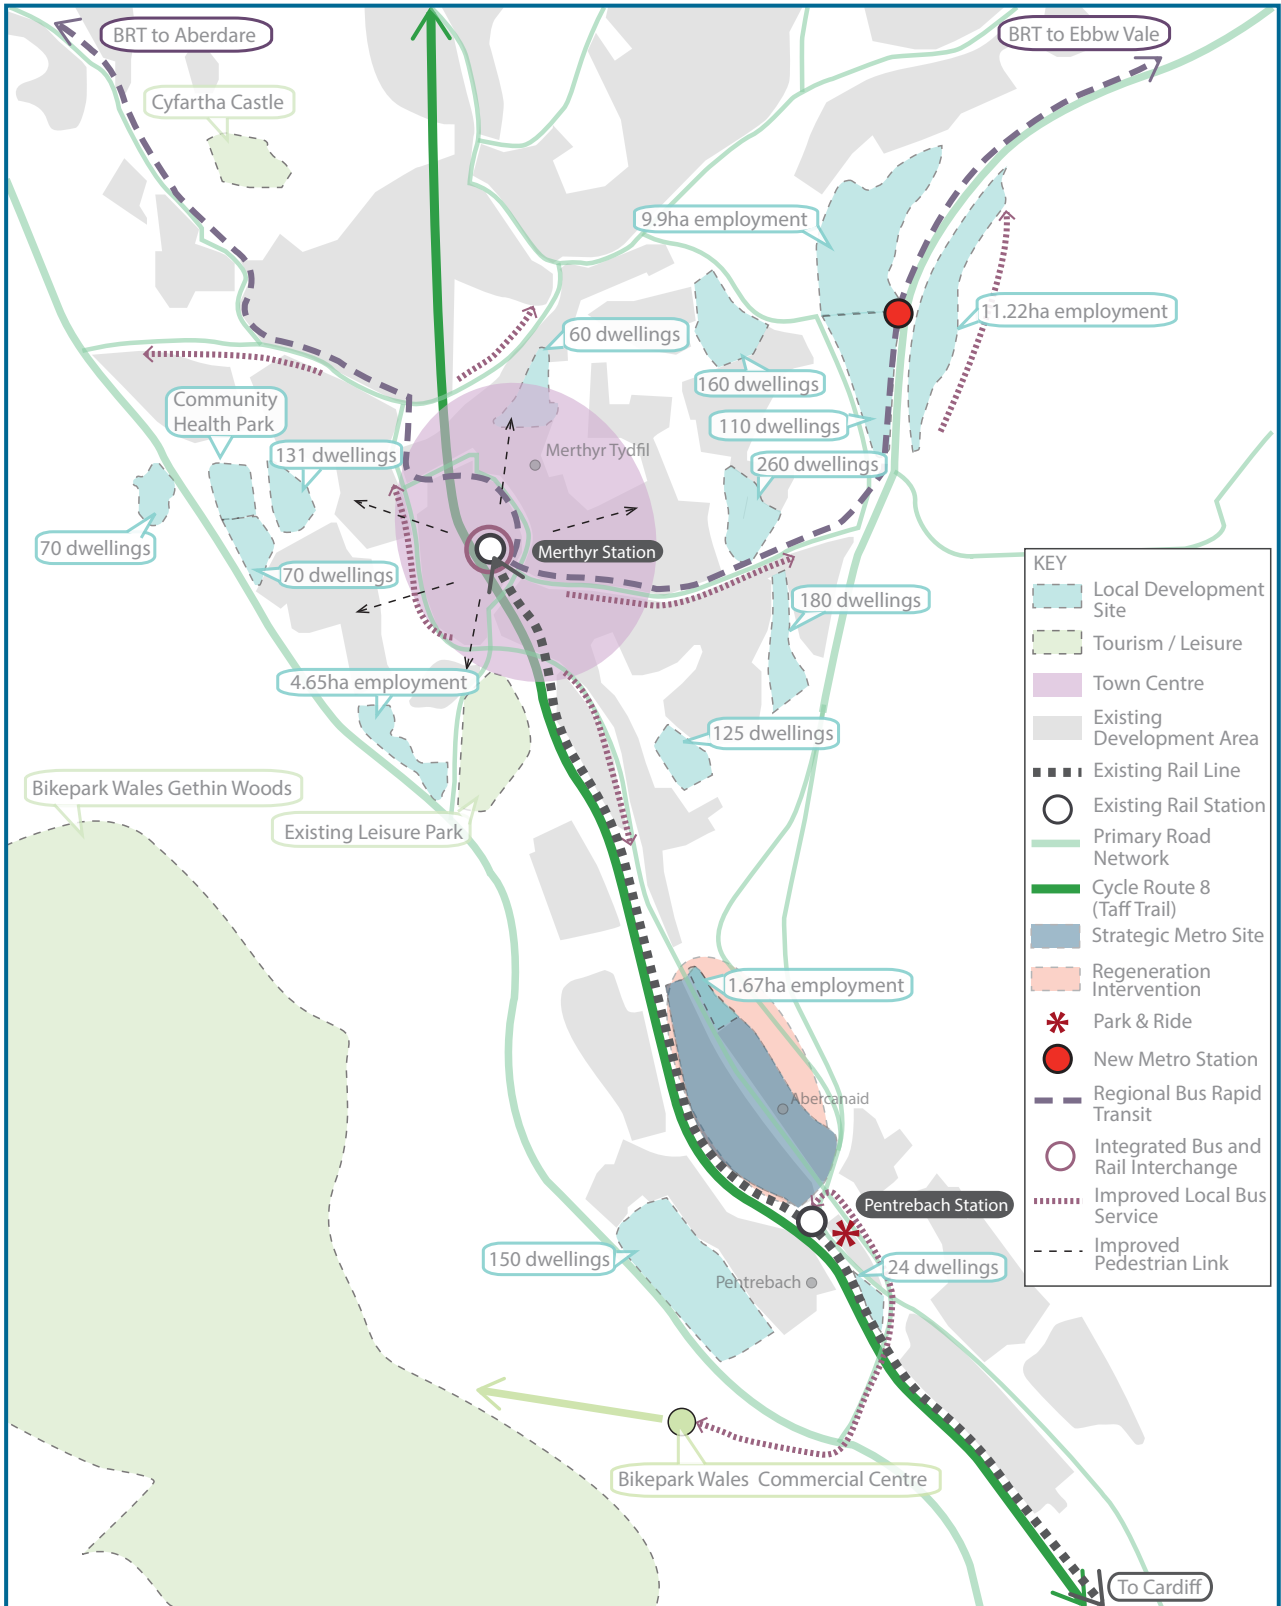 BRT to Aberdare
BRT to Ebbw Vale
Cyfartha Castle
9.9ha employment
11.22ha employment
60 dwellings
160 dwellings
Community
Health Park
110 dwellings
131 dwellings
Merthyr Tydfil
260 dwellings
70 dwellings
Merthyr Station
70 dwellings
180 dwellings
4.65ha employment
125 dwellings
Bikepark Wales Gethin Woods
Existing Leisure Park
1.67ha employment
Abercanaid
Pentrebach Station
150 dwellings
24 dwellings
Pentrebach
Bikepark Wales Commercial Centre
To Cardiff
KEY
Local Development
Site
Tourism / Leisure
Town Centre
Existing
Development Area
Existing Rail Line
Existing Rail Station
Primary Road
Network
Cycle Route 8
(Taff Trail)
Strategic Metro Site
Regeneration
Intervention
Park & Ride
New Metro Station
Regional Bus Rapid
Transit
Integrated Bus and
Rail Interchange
Improved Local Bus
Service
Improved
Pedestrian Link